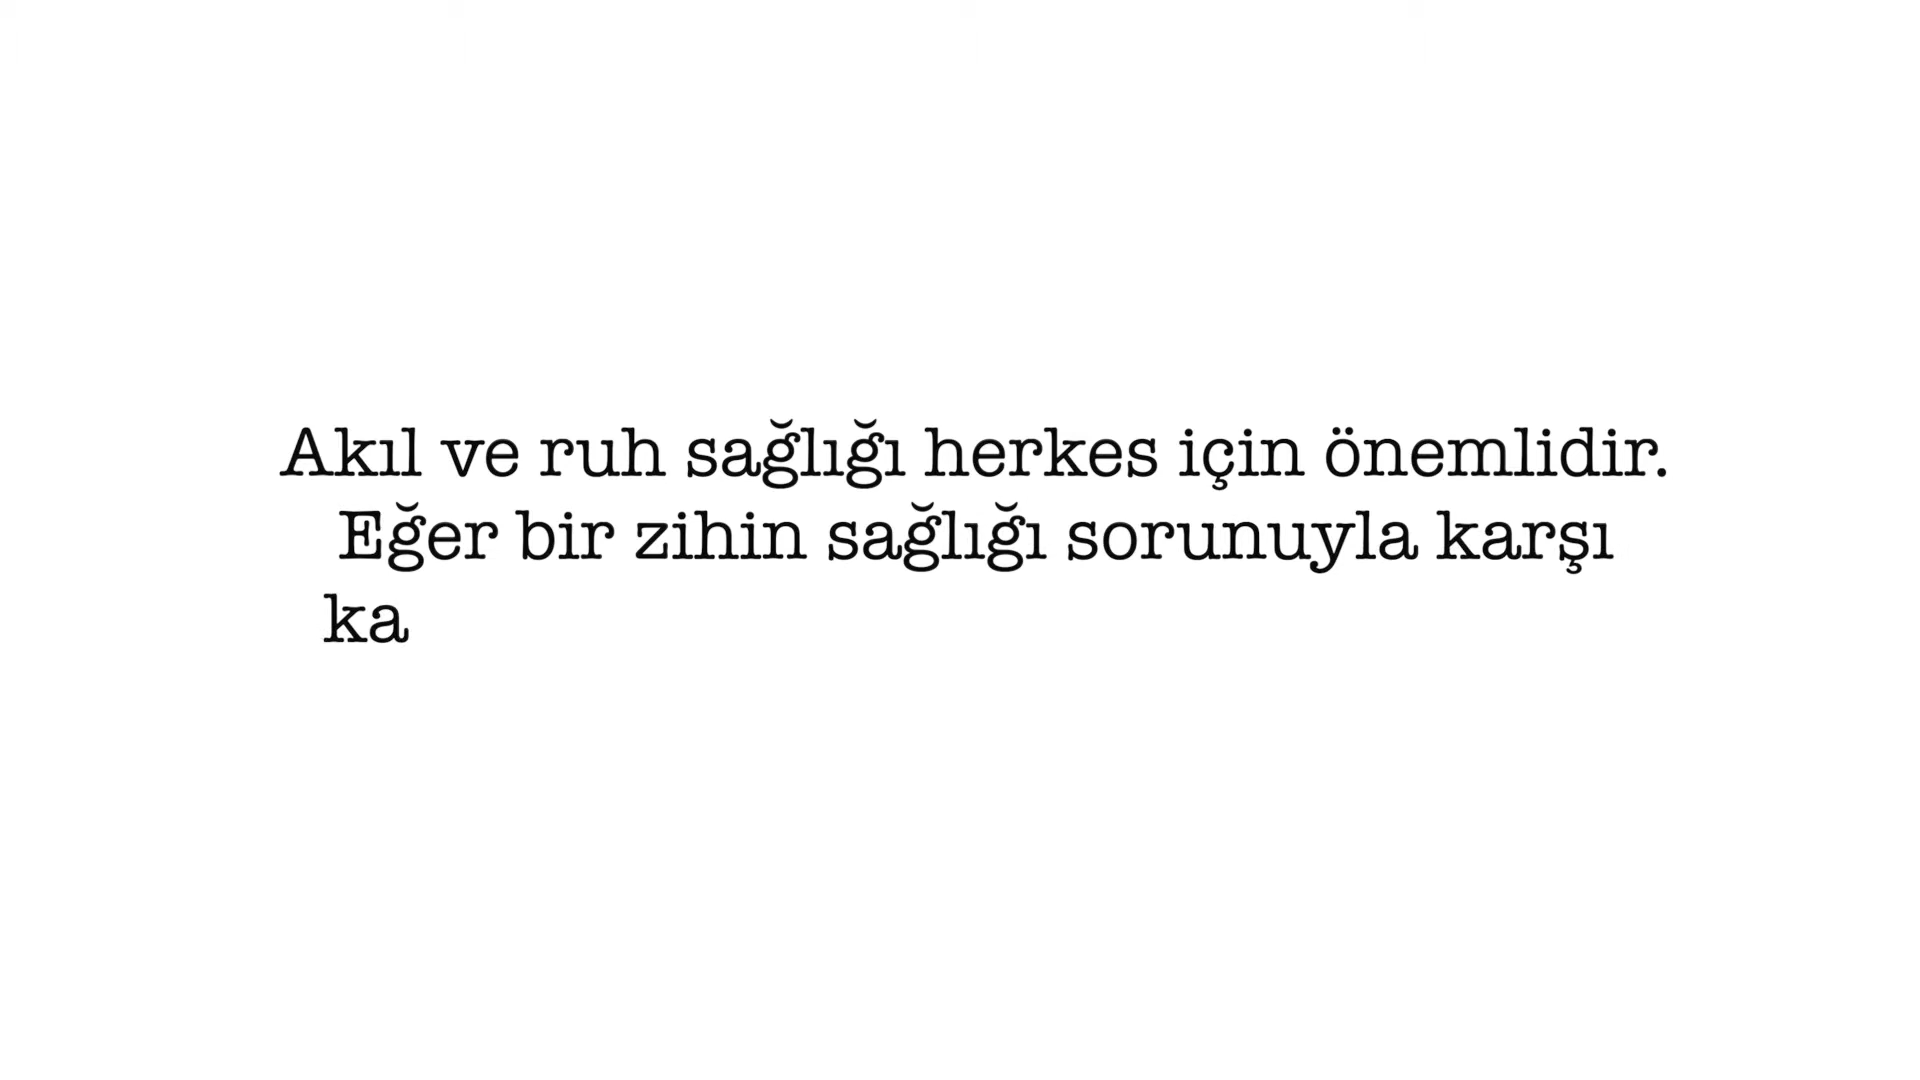 Akıl ve ruh sağlığı herkes için önemlidir.
Eğer bir zihin sağlığı sorunuyla karşı
ka